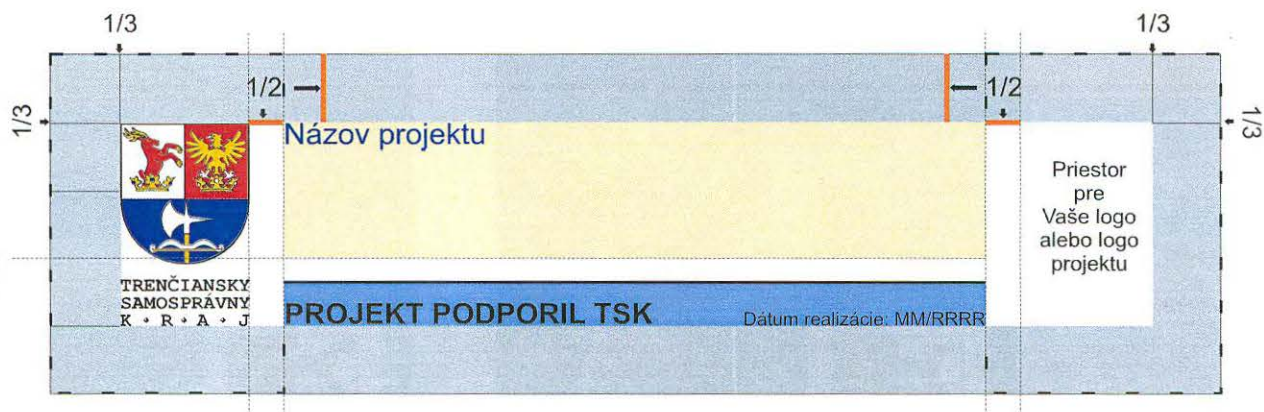 1/3
1/3
1/2
1/2
1/3
1/3
Názov projektu
Priestor
pre
Vaše logo
alebo logo
projektu
TRENČIANSKY
SAMOSPRÁVNY
K • R • A • J
PROJEKT PODPORIL TSK
Dátum realizácie: MM/RRRR